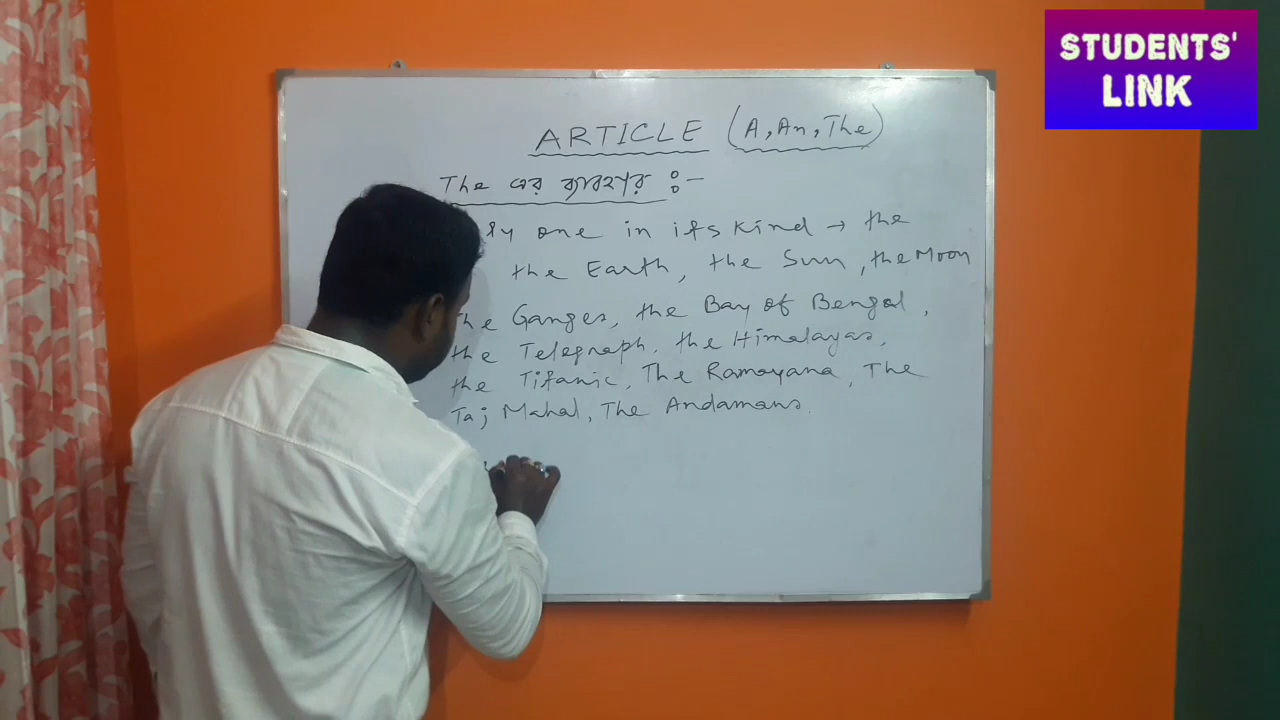 STUDENTS'
LINK
ARTICLE (A, An, The)
The এর ব্যবহার :-
one in its kind → the
the Earth, the Sun, the Moon
the Ganges, the Bay of Bengal,
the Telegraph, the Himalayas,
the Titanic, The Ramayana, The
Taj Mahal, The Andamans.